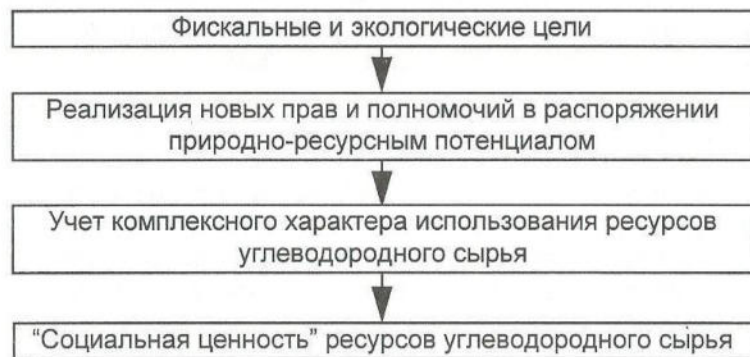 Фискальные и экологические цели
Реализация новых прав и полномочий в распоряжении
природно-ресурсным потенциалом
Учет комплексного характера использования ресурсов
углеводородного сырья
“Социальная ценность” ресурсов углеводородного сырья